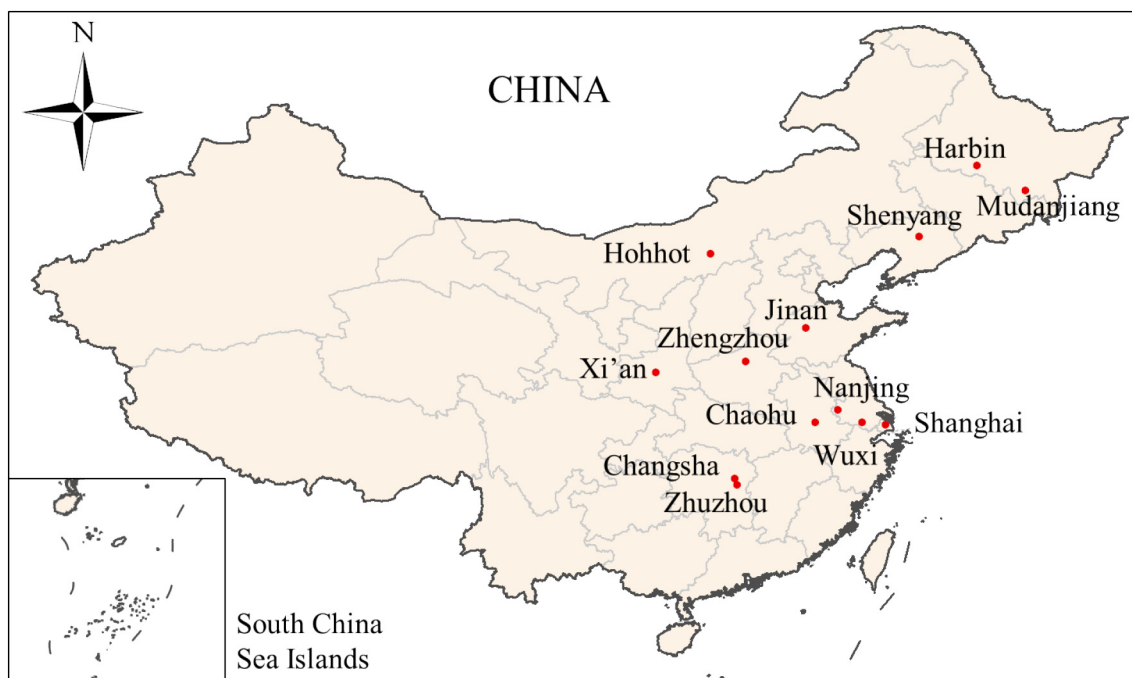 N
CHINA
Harbin
Mudanjiang
Shenyang
Hohhot
Jinan
Zhengzhou
Xi’an
Nanjing
Chaohu
Shanghai
Wuxi
Changsha
Zhuzhou
South China
Sea Islands